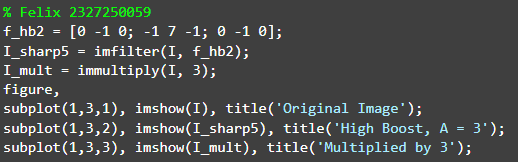 % Felix 2327250059
f_hb2 = [0 -1 0; -1 7 -1; 0 -1 0];
I_sharp5 = imfilter(I, f_hb2);
I_mult = immultiply(I, 3);
figure,
subplot(1,3,1), imshow(I), title('Original Image');
subplot(1,3,2), imshow(I_sharp5), title('High Boost, A = 3');
subplot(1,3,3), imshow(I_mult), title('Multiplied by 3');